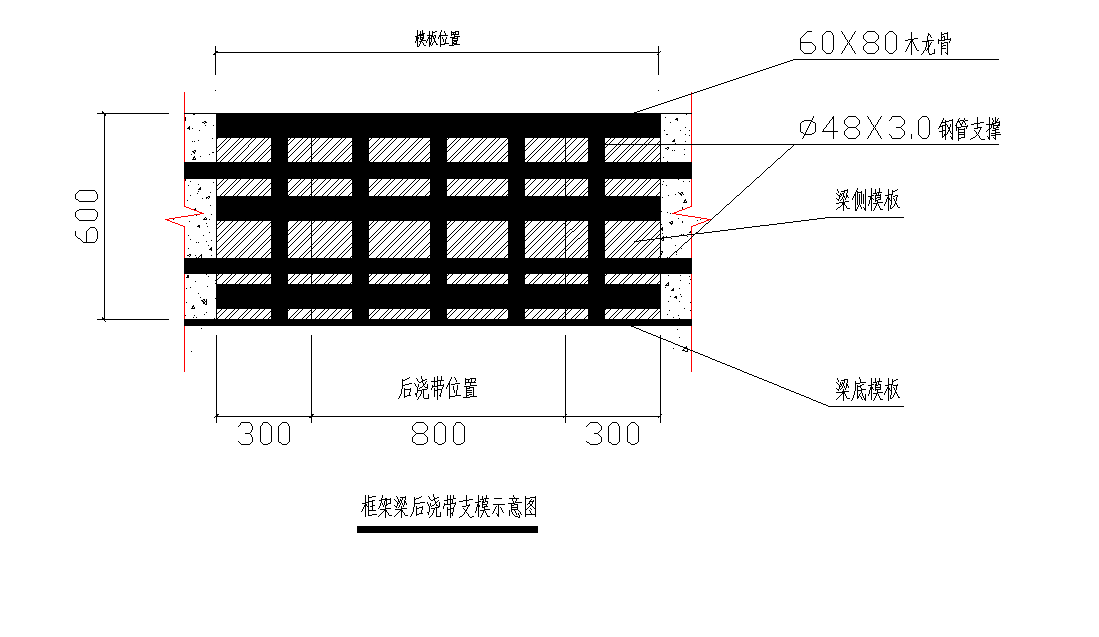 模板位置
60X80木龙骨
ø48X3.0钢管支撑
600
梁侧模板
后浇带位置
梁底模板
300
800
300
框架梁后浇带支模示意图